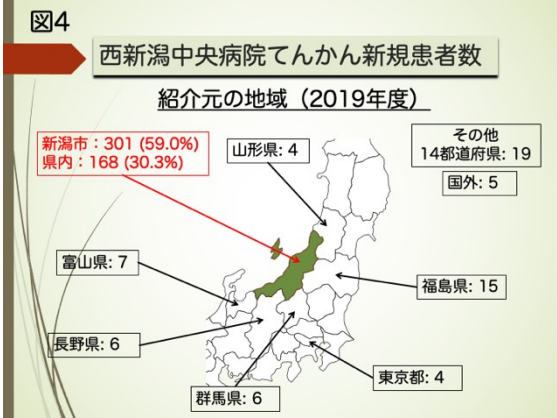 図4
西新潟中央病院てんかん新規患者数
紹介元の地域（2019年度）
新潟市：301 (59.0%)
県内：168 (30.3%)
山形県: 4
その他
14都道府県: 19
国外: 5
富山県: 7
福島県: 15
長野県: 6
東京都: 4
群馬県: 6